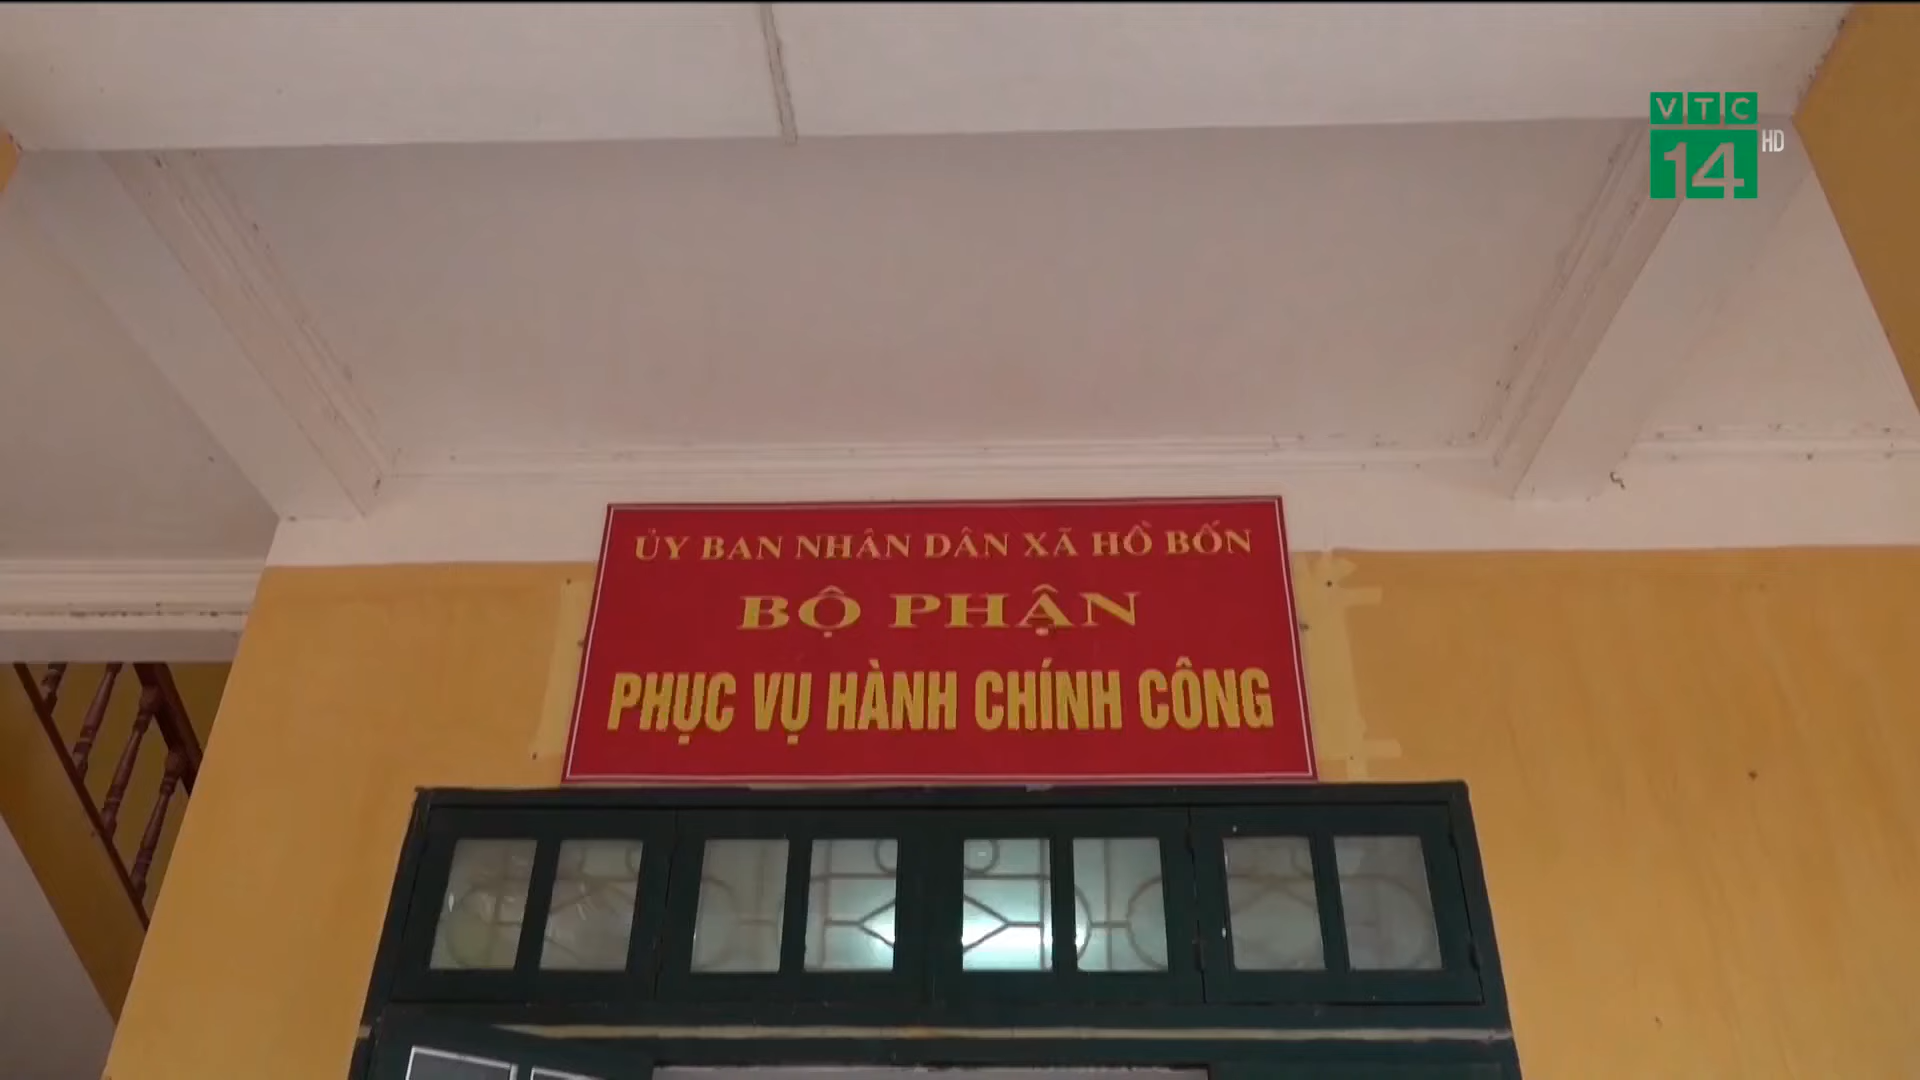 VTC
14 HD
ỦY BAN NHÂN DÂN XÃ HỒ BỐN
BỘ PHẬN
PHỤC VỤ HÀNH CHÍNH CÔNG